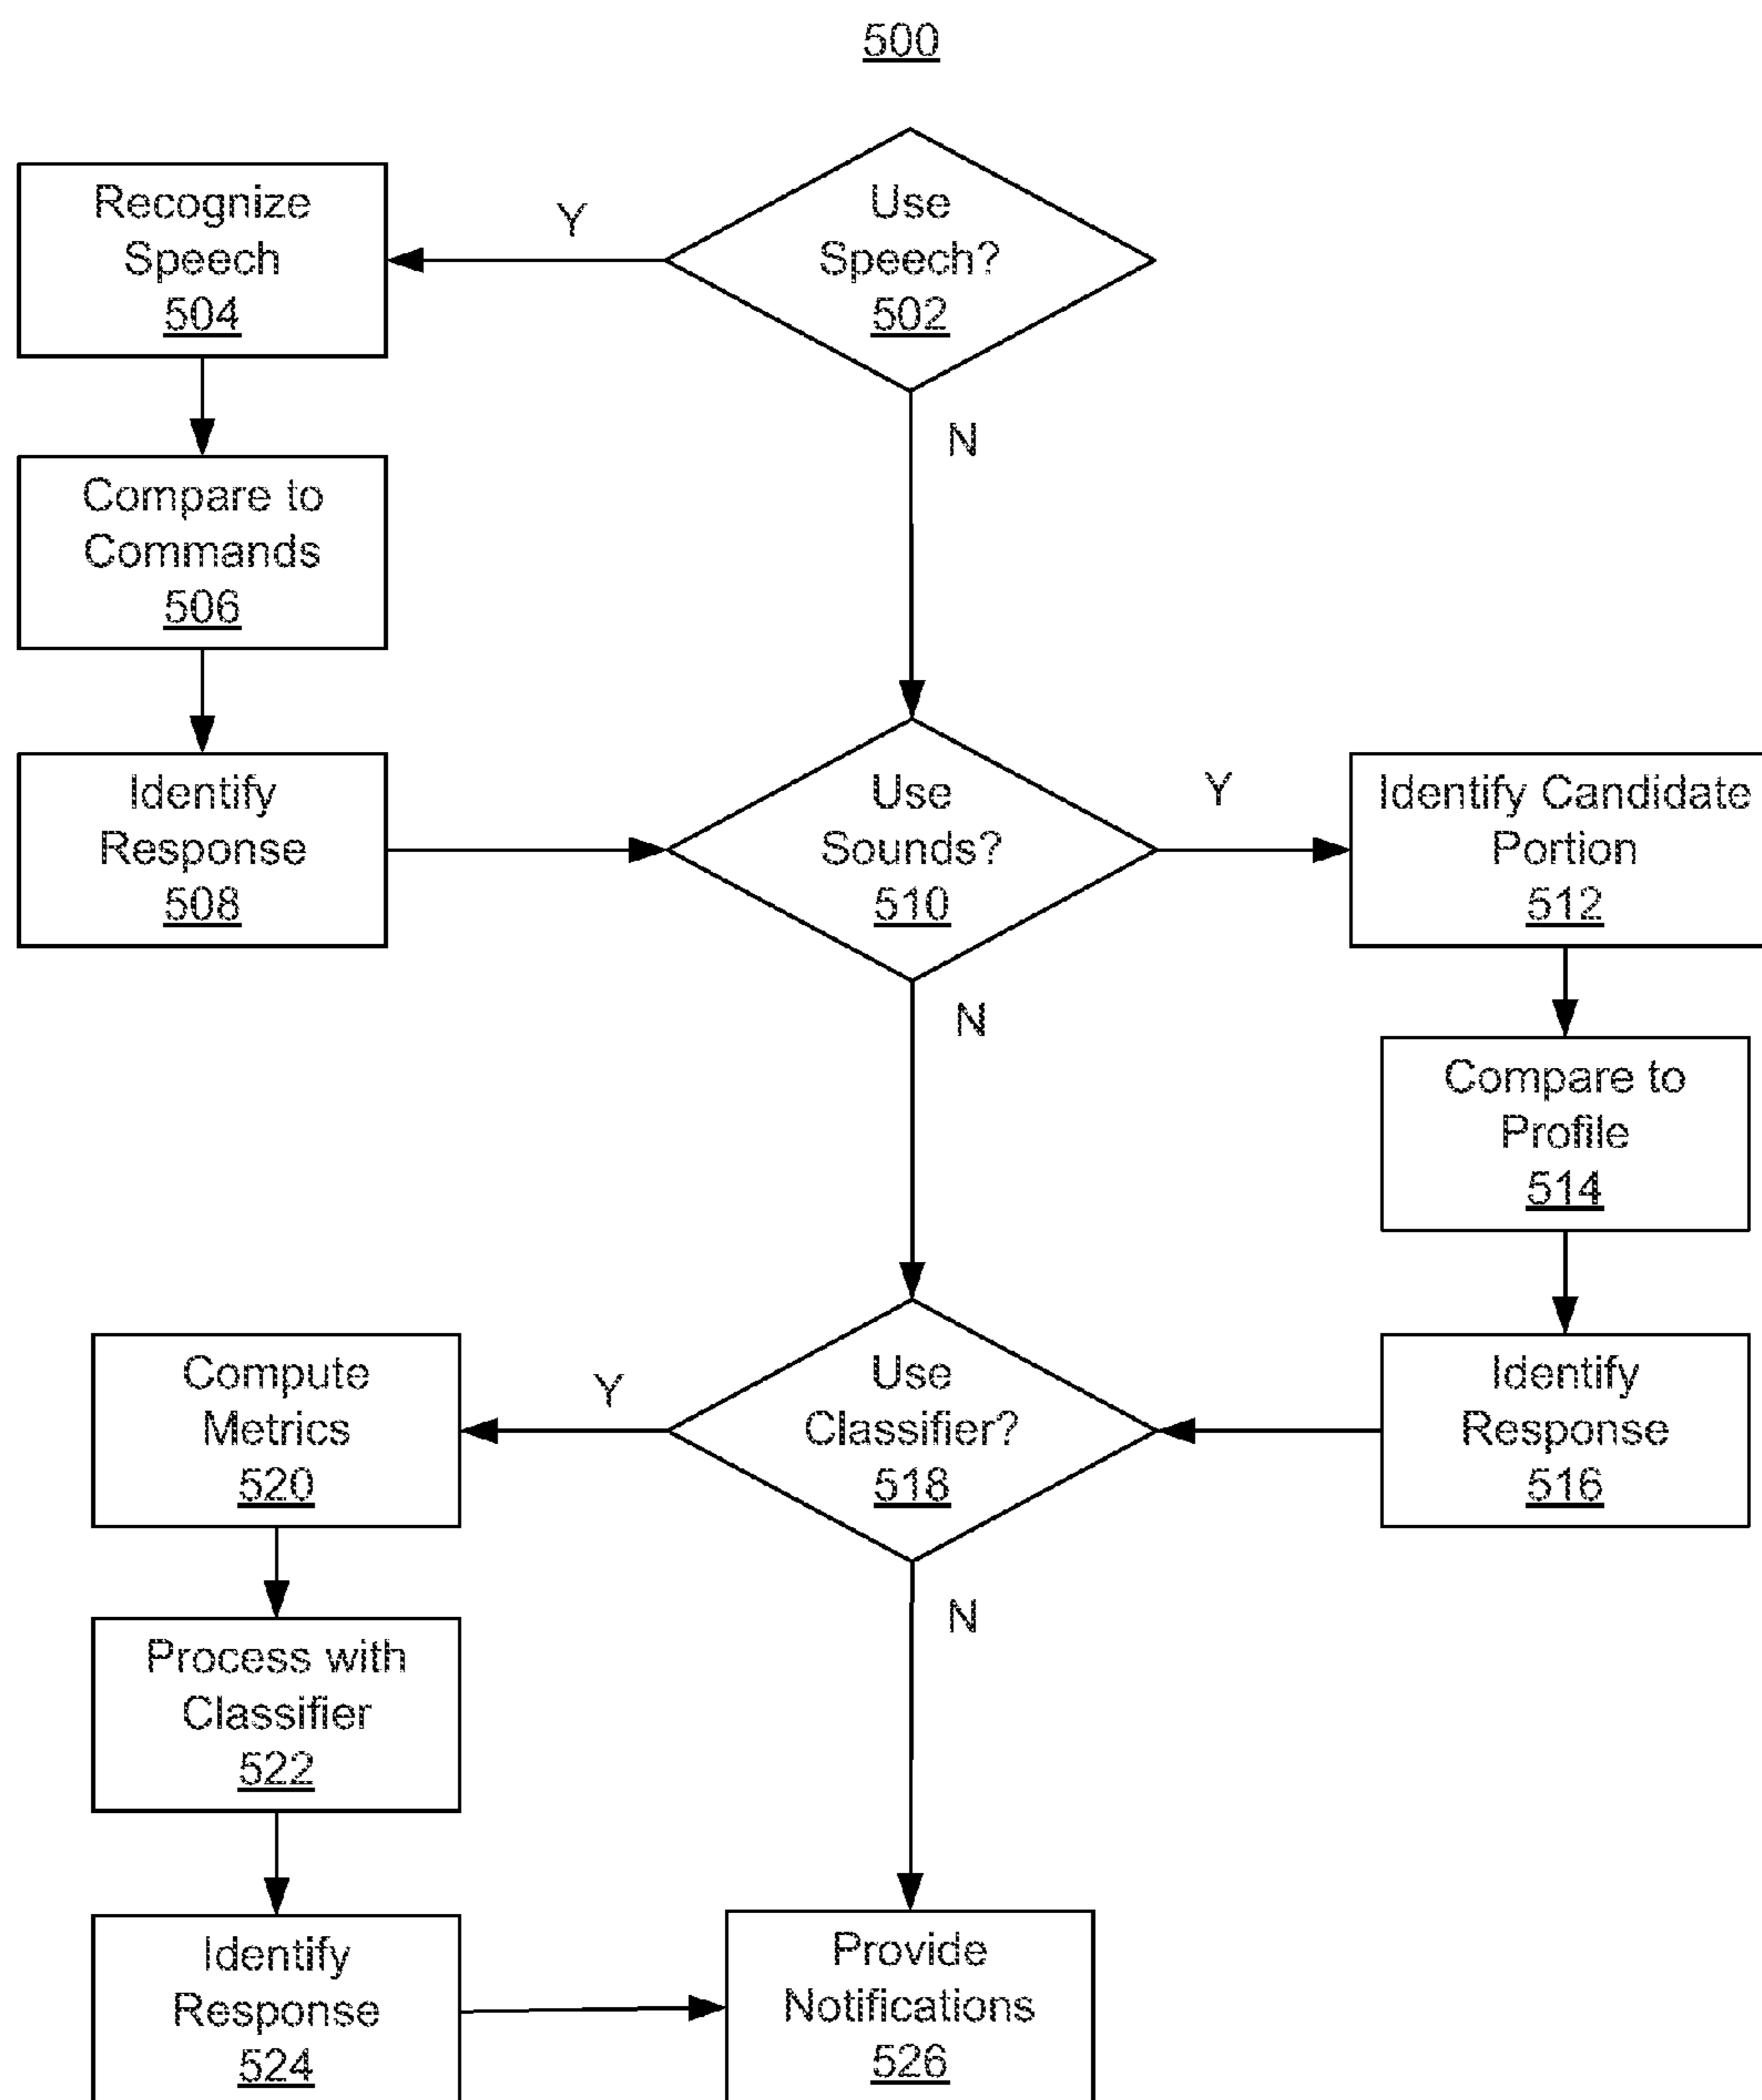 500
Use
Speech?
502
Y
Recognize
Speech
504
N
Compare to
Commands
506
Identify
Response
508
Use
Sounds?
510
Y
Identify Candidate
Portion
512
N
Compare to
Profile
514
Identify
Response
516
Use
Classifier?
518
Y
Compute
Metrics
520
N
Process with
Classifier
522
Identify
Response
524
Provide
Notifications
526